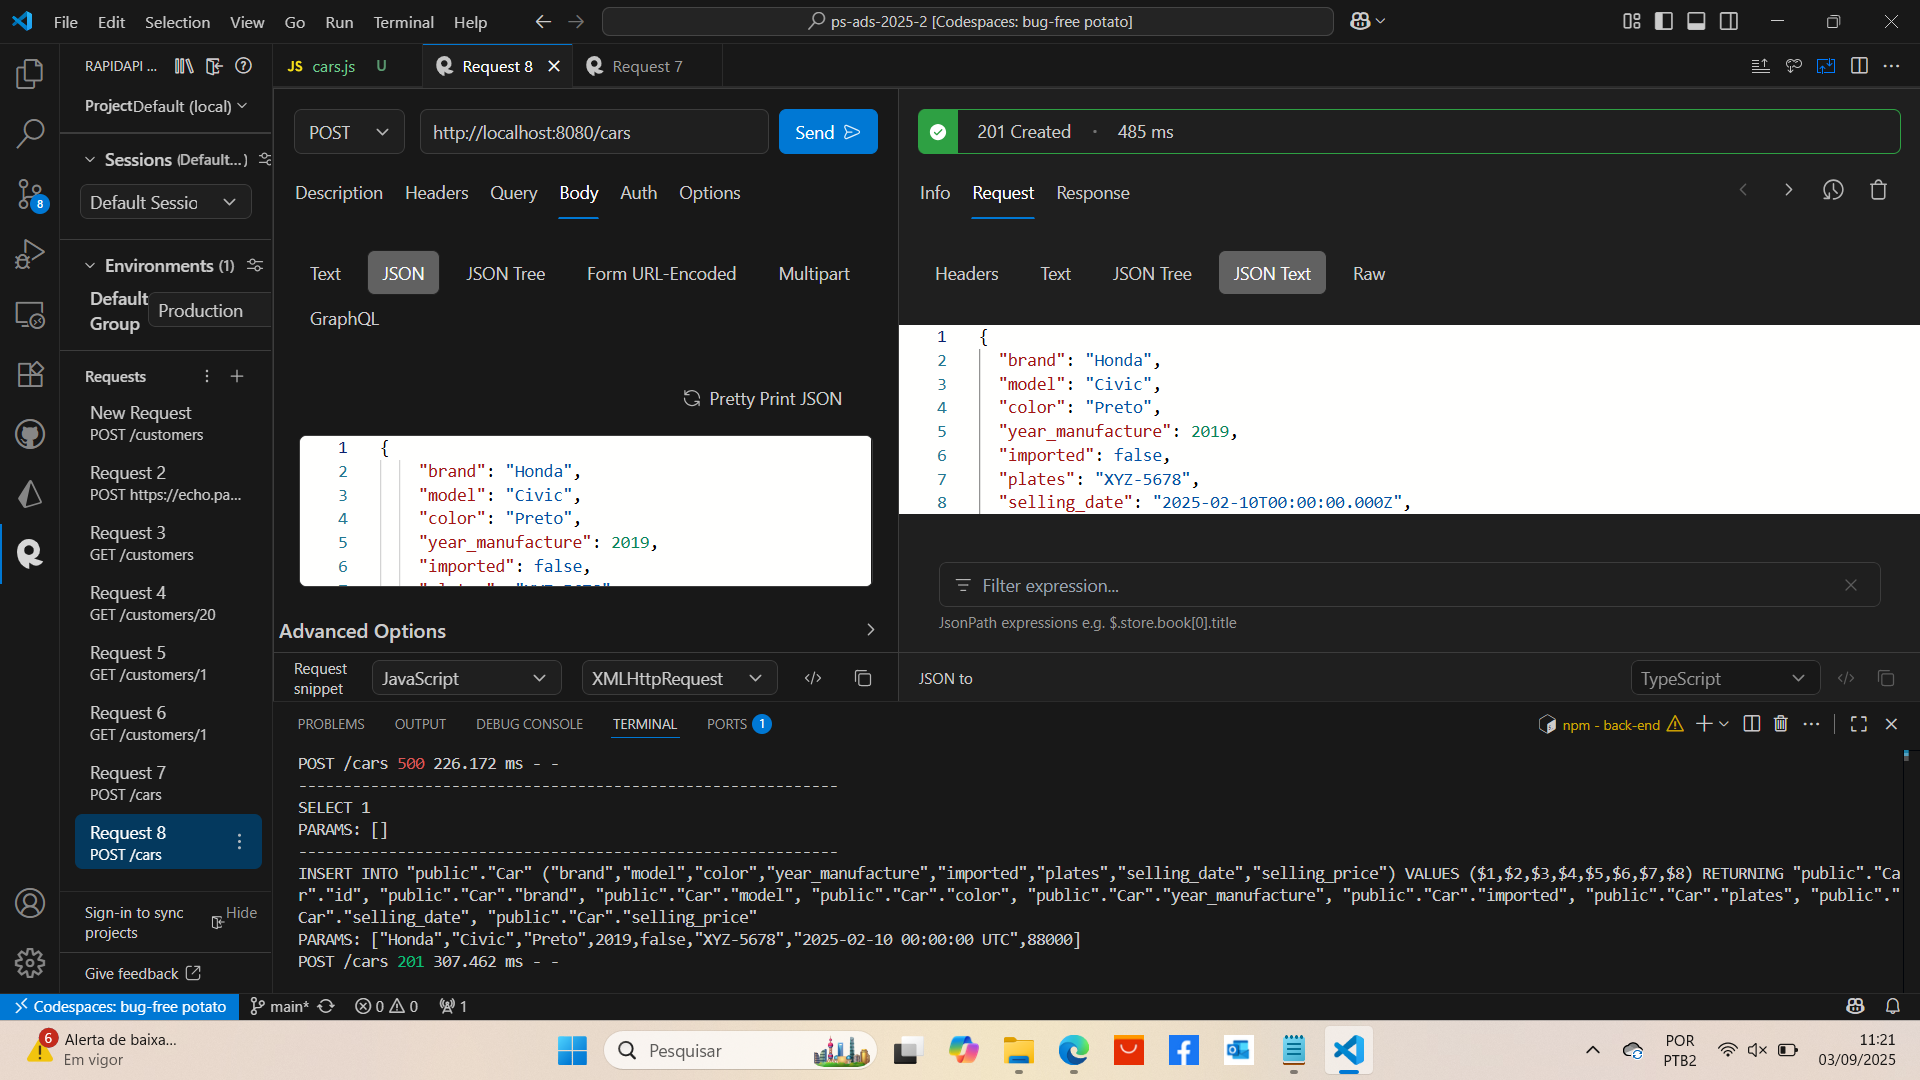 File Edit Selection View Go Run Terminal Help
ps-ads-2025-2 [Codespaces: bug-free potato]
RAPIDAPI ...
JS cars.js U
Request 8
Request 7
Project Default (local)
Sessions (Default...)
Default Sessio
Environments (1)
Default Group
Production
Requests
New Request
POST /customers
Request 2
POST https://echo.pa...
Request 3
GET /customers
Request 4
GET /customers/20
Request 5
GET /customers/1
Request 6
GET /customers/1
Request 7
POST /cars
Request 8
POST /cars
Sign-in to sync projects
Hide
Give feedback
8
POST
http://localhost:8080/cars
Send
Description Headers Query Body Auth Options
Text JSON JSON Tree Form URL-Encoded Multipart
GraphQL
Pretty Print JSON
1 {
2 "brand": "Honda",
3 "model": "Civic",
4 "color": "Preto",
5 "year_manufacture": 2019,
6 "imported": false,
Advanced Options
Request snippet
JavaScript
XMLHttpRequest
201 Created · 485 ms
Info Request Response
Headers Text JSON Tree JSON Text Raw
1 {
2 "brand": "Honda",
3 "model": "Civic",
4 "color": "Preto",
5 "year_manufacture": 2019,
6 "imported": false,
7 "plates": "XYZ-5678",
8 "selling_date": "2025-02-10T00:00:00.000Z",
Filter expression...
JsonPath expressions e.g. $.store.book[0].title
JSON to
TypeScript
PROBLEMS OUTPUT DEBUG CONSOLE TERMINAL PORTS 1
npm - back-end
POST /cars 500 226.172 ms - -
------------------------------------------------------------
SELECT 1
PARAMS: []
------------------------------------------------------------
INSERT INTO "public"."Car" ("brand","model","color","year_manufacture","imported","plates","selling_date","selling_price") VALUES ($1,$2,$3,$4,$5,$6,$7,$8) RETURNING "public"."Ca
r"."id", "public"."Car"."brand", "public"."Car"."model", "public"."Car"."color", "public"."Car"."year_manufacture", "public"."Car"."imported", "public"."Car"."plates", "public"."
Car"."selling_date", "public"."Car"."selling_price"
PARAMS: ["Honda","Civic","Preto",2019,false,"XYZ-5678","2025-02-10 00:00:00 UTC",88000]
POST /cars 201 307.462 ms - -
Codespaces: bug-free potato
main*
0 0
1
6
Alerta de baixa...
Em vigor
Pesquisar
POR
PTB2
11:21
03/09/2025